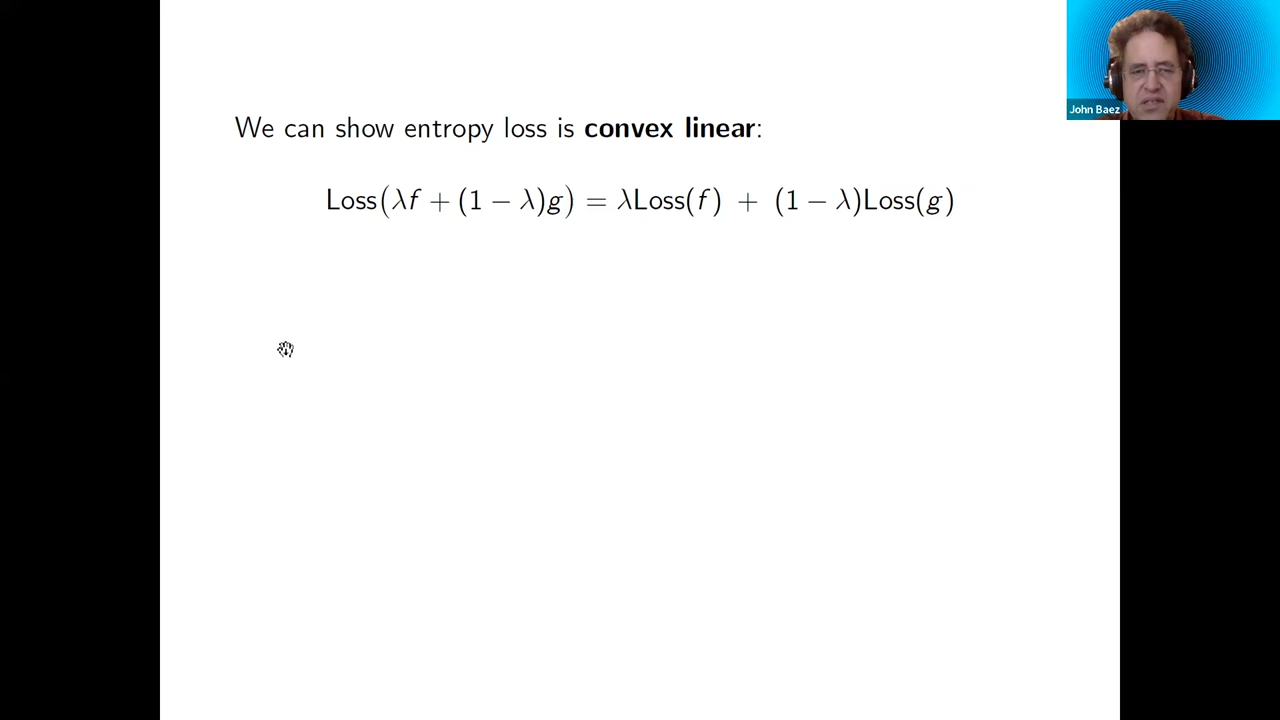 We can show entropy loss is convex linear:
Loss(λf + (1 − λ)g) = λLoss(f) + (1 − λ)Loss(g)
John Baez